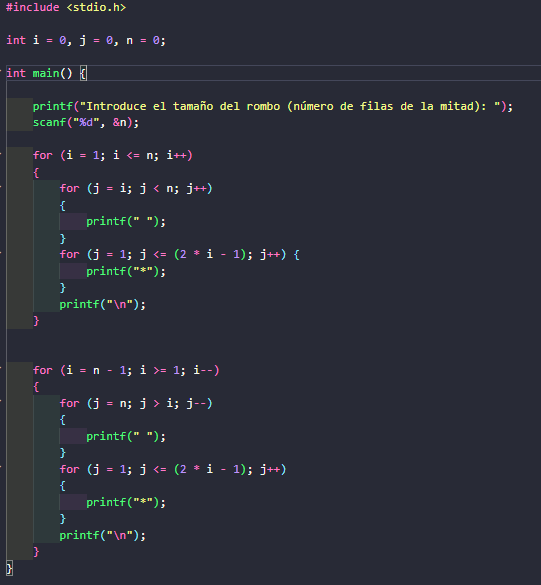 #include <stdio.h>
int i = 0, j = 0, n = 0;
int main() {
printf("Introduce el tamaño del rombo (número de filas de la mitad): ");
scanf("%d", &n);
for (i = 1; i <= n; i++)
{
for (j = i; j < n; j++)
{
printf(" ");
}
for (j = 1; j <= (2 * i - 1); j++) {
printf("*");
}
printf("\n");
}
for (i = n - 1; i >= 1; i--)
{
for (j = n; j > i; j--)
{
printf(" ");
}
for (j = 1; j <= (2 * i - 1); j++)
{
printf("*");
}
printf("\n");
}
}